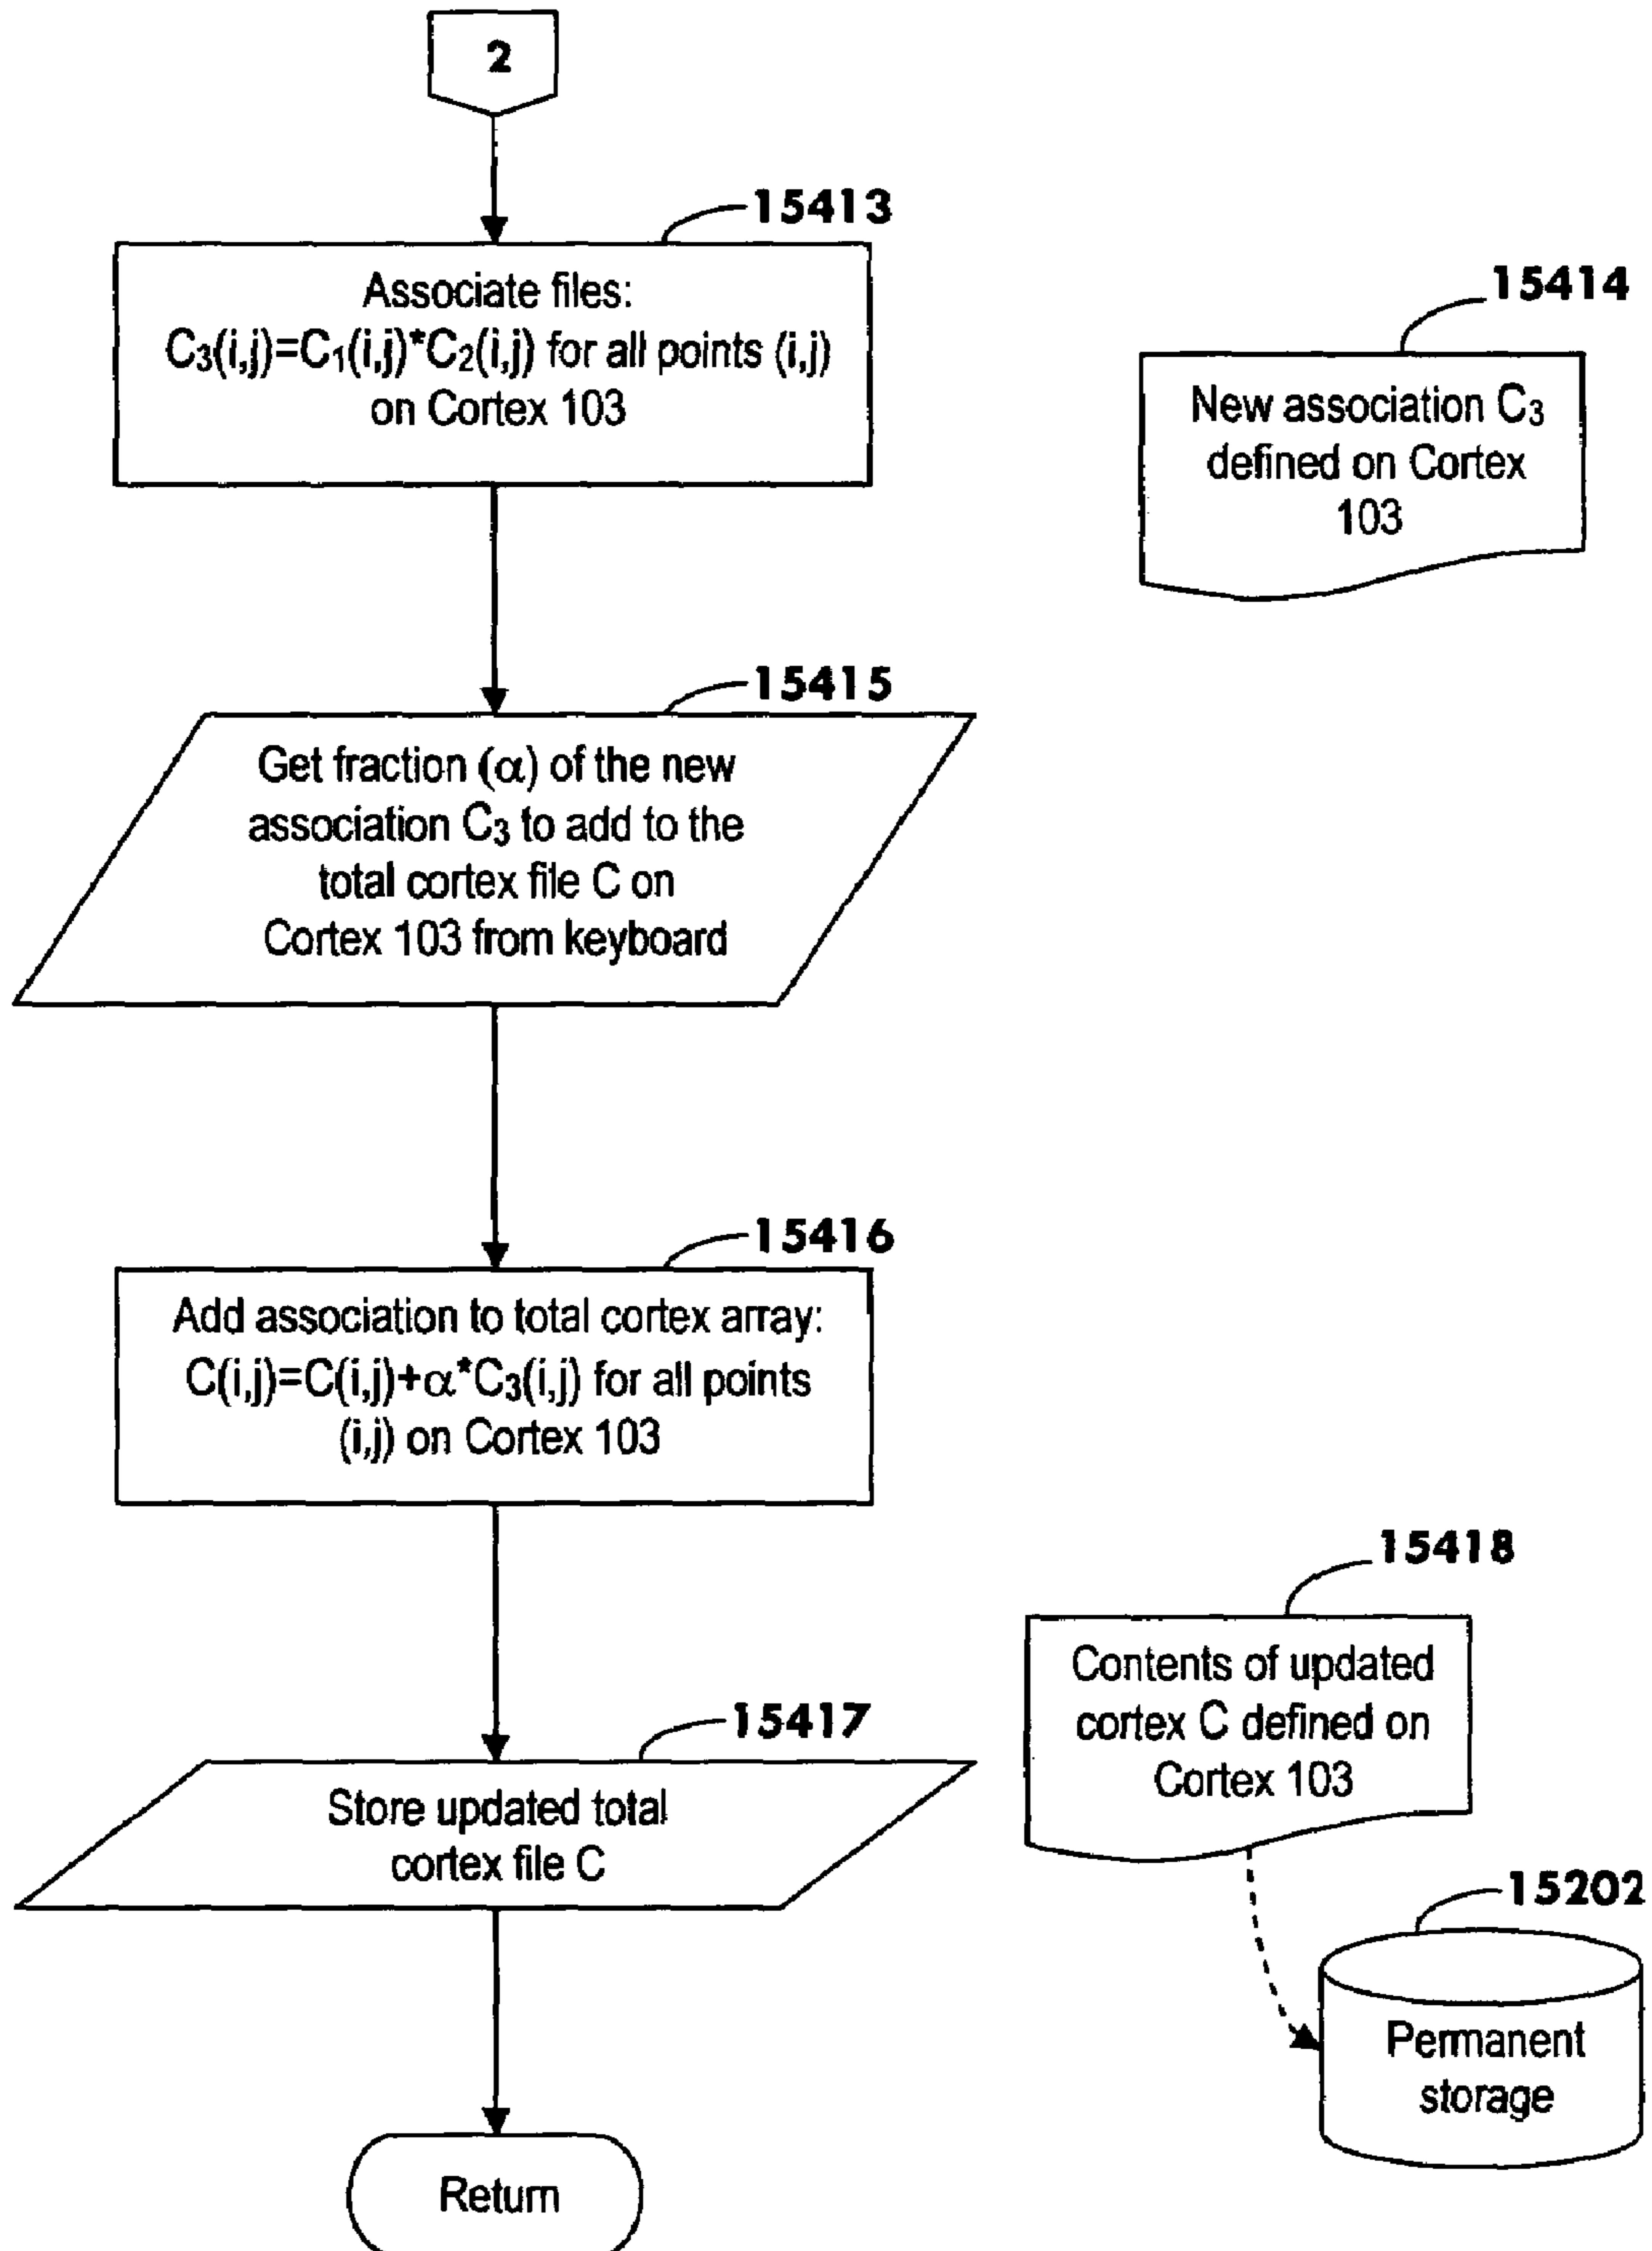 2
15413
Associate files:
C₃(i,j)=C₁(i,j)*C₂(i,j) for all points (i,j)
on Cortex 103
15414
New association C₃
defined on Cortex
103
15415
Get fraction (α) of the new
association C₃ to add to the
total cortex file C on
Cortex 103 from keyboard
15416
Add association to total cortex array:
C(i,j)=C(i,j)+α*C₃(i,j) for all points
(i,j) on Cortex 103
15418
Contents of updated
cortex C defined on
Cortex 103
15417
Store updated total
cortex file C
15202
Permanent
storage
Return